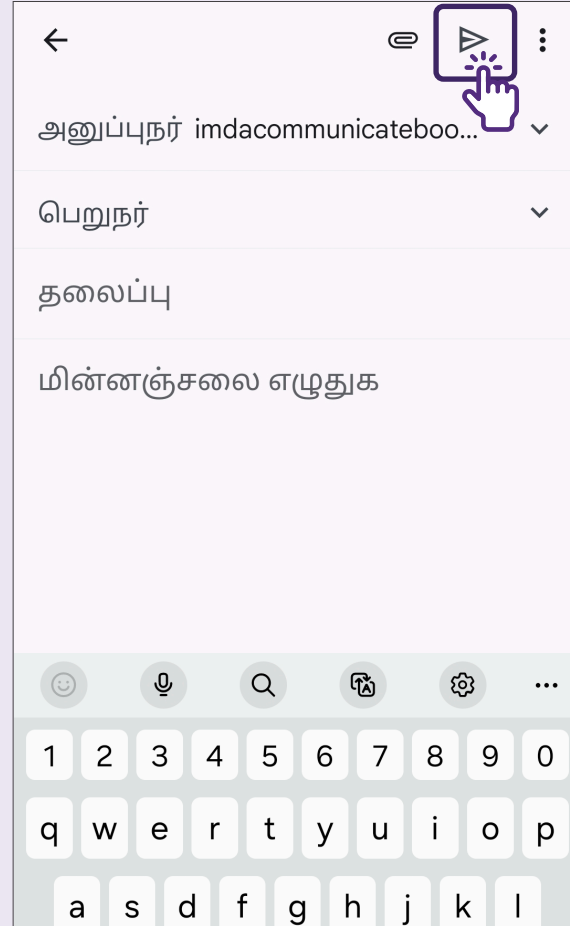 அனுப்புநர் imdacommunicateboo...
பெறுநர்
தலைப்பு
மின்னஞ்சலை எழுதுக
1 2 3 4 5 6 7 8 9 0
q w e r t y u i o p
a s d f g h j k l